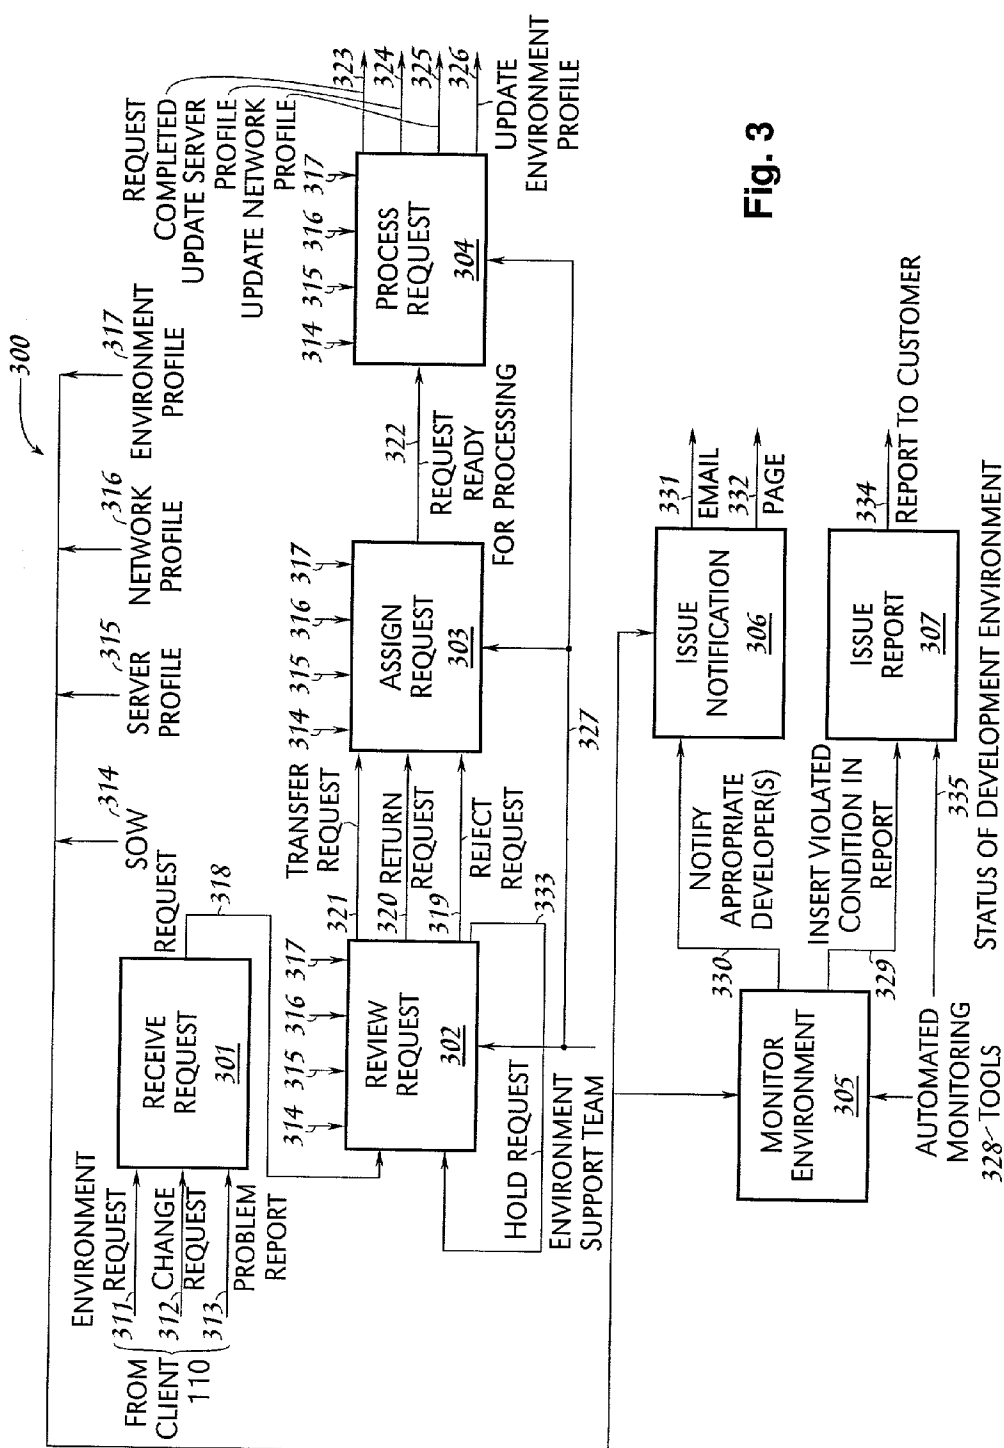 300
SOW
314
SERVER
PROFILE
315
NETWORK
PROFILE
316
ENVIRONMENT
PROFILE
317
FROM
CLIENT
110
ENVIRONMENT
REQUEST
311
312
CHANGE
REQUEST
313
PROBLEM
REPORT
RECEIVE
REQUEST
301
REQUEST
318
314
315
316
317
REVIEW
REQUEST
302
TRANSFER
REQUEST
321
320
RETURN
REQUEST
319
REJECT
REQUEST
333
HOLD REQUEST
314
315
316
317
ASSIGN
REQUEST
303
322
REQUEST
READY
FOR PROCESSING
314
315
316
317
PROCESS
REQUEST
304
REQUEST
COMPLETED
UPDATE SERVER
PROFILE
UPDATE NETWORK
PROFILE
323
324
325
326
UPDATE
ENVIRONMENT
PROFILE
ENVIRONMENT
SUPPORT TEAM
327
MONITOR
ENVIRONMENT
305
AUTOMATED
MONITORING
328 TOOLS
330
NOTIFY
APPROPRIATE
DEVELOPER(S)
INSERT VIOLATED
CONDITION IN
REPORT
329
335
STATUS OF DEVELOPMENT ENVIRONMENT
ISSUE
NOTIFICATION
306
331
EMAIL
332
PAGE
ISSUE
REPORT
307
334
REPORT TO CUSTOMER
Fig. 3